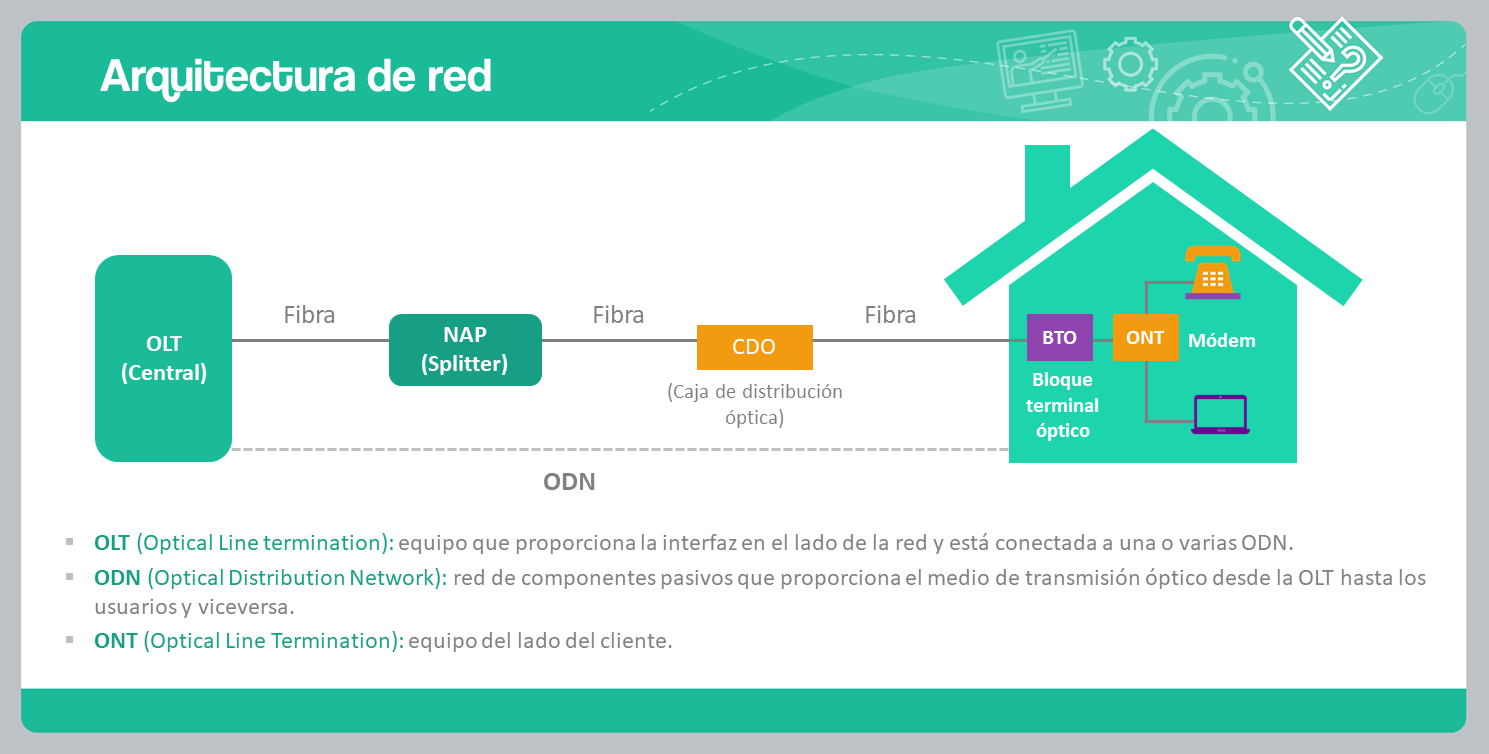 Arquitectura de red
OLT
(Central)
Fibra
NAP
(Splitter)
Fibra
CDO
(Caja de distribución
óptica)
Fibra
BTO
Bloque
terminal
óptico
ONT
Módem
ODN
▪ OLT (Optical Line termination): equipo que proporciona la interfaz en el lado de la red y está conectada a una o varias ODN.
▪ ODN (Optical Distribution Network): red de componentes pasivos que proporciona el medio de transmisión óptico desde la OLT hasta los
usuarios y viceversa.
▪ ONT (Optical Line Termination): equipo del lado del cliente.